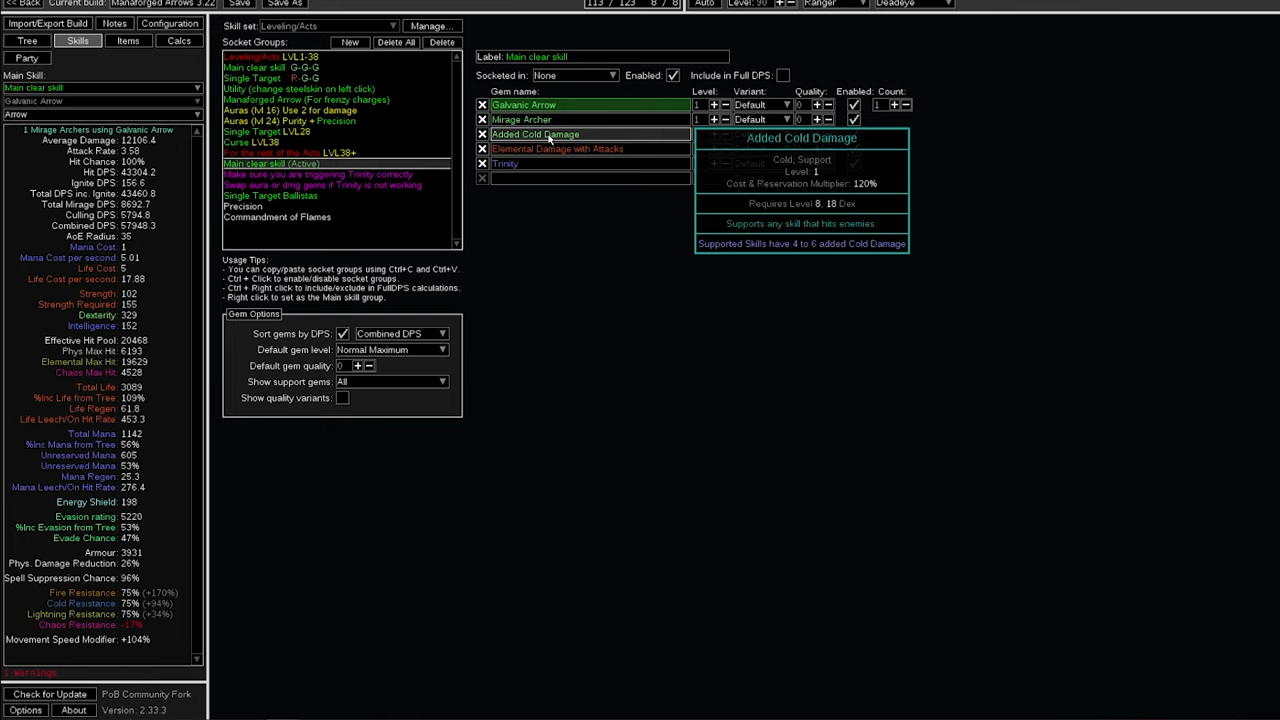 << Back
Manaforged Arrows 3.22
Save
Save As
113 / 123 8 / 8
Auto
Level: 90
Ranger
Deadeye
Import/Export Build
Notes
Configuration
Tree
Skills
Items
Calcs
Party
Main Skill:
Main clear skill
Galvanic Arrow
Arrow
1 Mirage Archers using Galvanic Arrow
Average Damage: 12106.4
Attack Rate: 3.58
Hit Chance: 100%
Hit DPS: 43304.2
Ignite DPS: 156.6
Total DPS inc. Ignite: 43460.8
Total Mirage DPS: 8692.7
Culling DPS: 5794.8
Combined DPS: 57948.3
AoE Radius: 35
Mana Cost: 1
Mana Cost per second: 5.01
Life Cost: 5
Life Cost per second: 17.88
Strength: 102
Strength Required: 155
Dexterity: 329
Intelligence: 152
Effective Hit Pool: 20468
Phys Max Hit: 6193
Elemental Max Hit: 19629
Chaos Max Hit: 4528
Total Life: 3089
%Inc Life from Tree: 109%
Life Regen: 61.8
Life Leech/On Hit Rate: 453.3
Total Mana: 1142
%Inc Mana from Tree: 56%
Unreserved Mana: 605
Unreserved Mana: 53%
Mana Regen: 25.3
Mana Leech/On Hit Rate: 276.4
Energy Shield: 198
Evasion rating: 5220
%Inc Evasion from Tree: 53%
Evade Chance: 47%
Armour: 3931
Phys. Damage Reduction: 26%
Spell Suppression Chance: 96%
Fire Resistance: 75% (+170%)
Cold Resistance: 75% (+94%)
Lightning Resistance: 75% (+34%)
Chaos Resistance: -17%
Movement Speed Modifier: +104%
1 Warnings
Check for Update
PoB Community Fork
Options
About
Version: 2.33.3
Skill set: Leveling/Acts
Manage...
Socket Groups:
New
Delete All
Delete
Leveling/Acts LVL1-38
Main clear skill G-G-G
Single Target R-G-G
Utility (change steelskin on left click)
Manaforged Arrow (For frenzy charges)
Auras (lvl 16) Use 2 for damage
Auras (lvl 24) Purity + Precision
Single Target LVL28
Curse LVL38
For the rest of the Acts LVL38+
Main clear skill (Active)
Make sure you are triggering Trinity correctly
Swap aura or dmg gems if Trinity is not working
Single Target Ballistas
Precision
Commandment of Flames
Usage Tips:
- You can copy/paste socket groups using Ctrl+C and Ctrl+V.
- Ctrl + Click to enable/disable socket groups.
- Ctrl + Right click to include/exclude in FullDPS calculations.
- Right click to set as the Main skill group.
Gem Options
Sort gems by DPS:
Combined DPS
Default gem level: Normal Maximum
Default gem quality: 0
Show support gems: All
Show quality variants:
Label: Main clear skill
Socketed in: None
Enabled:
Include in Full DPS:
Gem name:
Level:
Variant:
Quality:
Enabled:
Count:
Galvanic Arrow
1
Default
0
1
Mirage Archer
1
Default
0
Added Cold Damage
Elemental Damage with Attacks
Trinity
Added Cold Damage
Cold, Support
Level: 1
Cost & Reservation Multiplier: 120%
Requires Level 8, 18 Dex
Supports any skill that hits enemies.
Supported Skills have 4 to 6 added Cold Damage